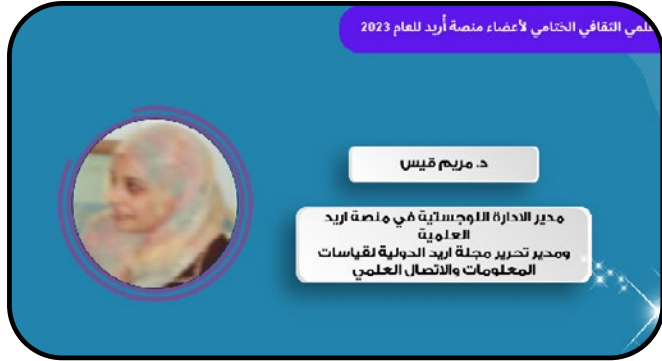 لمي الثقافي الختامي لأعضاء منصة أُريد للعام 2023
د. مريم قيس
مدير الادارة اللوجستية في منصة اريد
العلمية
ومدير تحرير مجلة اريد الدولية لقياسات
المعلومات والاتصال العلمي